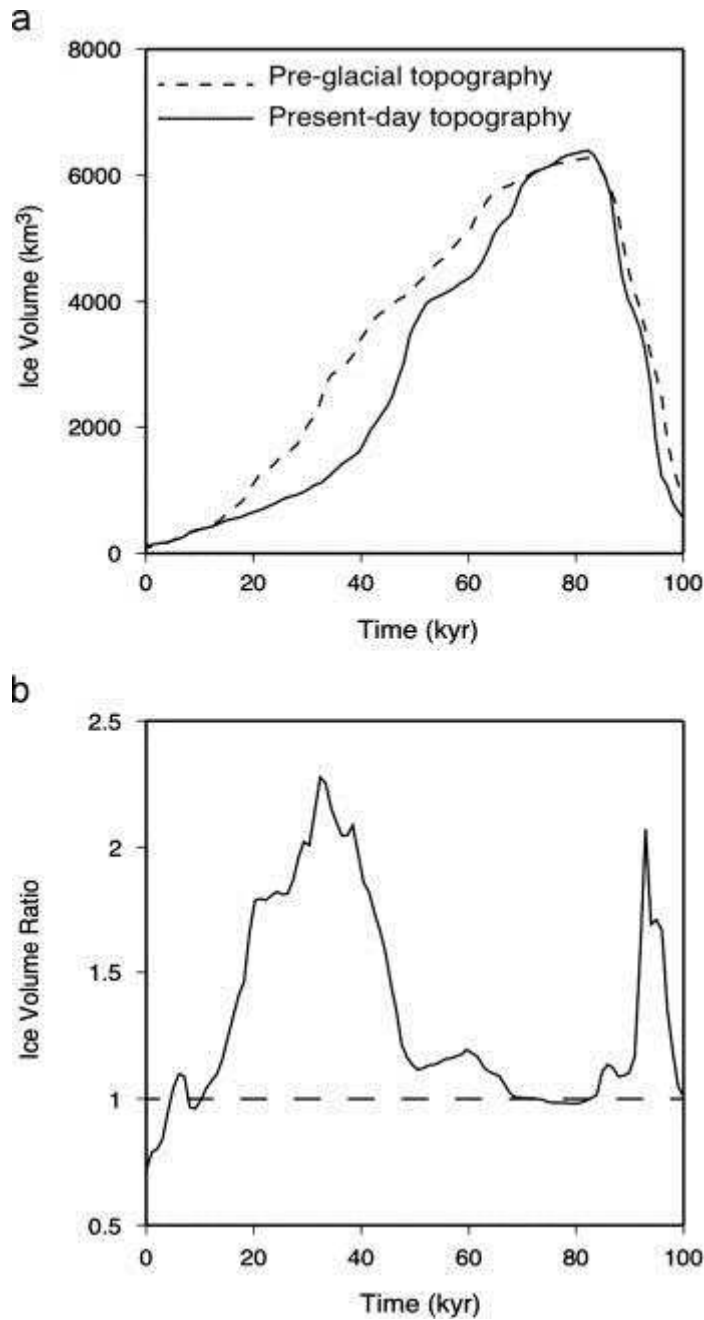 a
8000
Pre-glacial topography
Present-day topography
6000
Ice Volume (km³)
4000
2000
0
0 20 40 60 80 100
Time (kyr)
b
2.5
2
Ice Volume Ratio
1.5
1
0.5
0 20 40 60 80 100
Time (kyr)